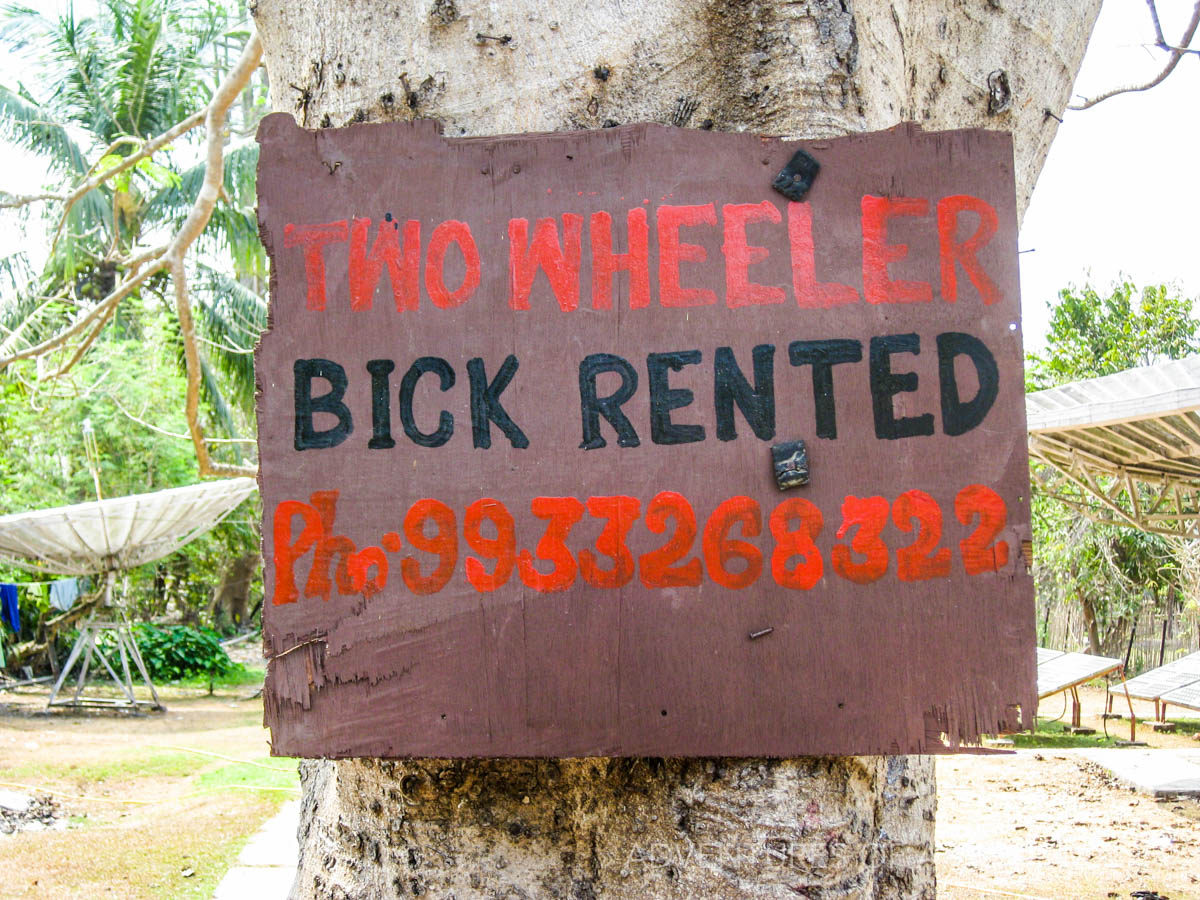 TWO WHEELER
BICK RENTED
Pho:9933268322